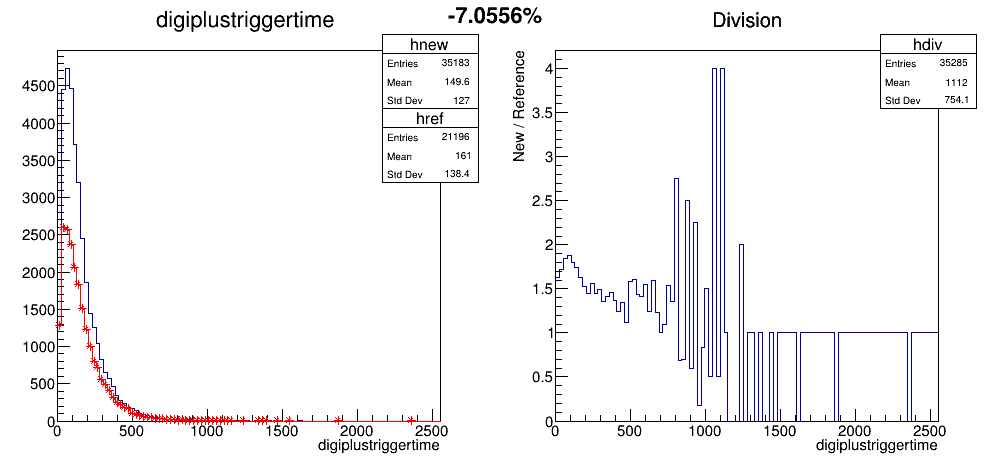 -7.0556%
digiplustriggertime
hnew
Entries 35183
Mean 149.6
Std Dev 127
href
Entries 21196
Mean 161
Std Dev 138.4
4500
4000
3500
3000
2500
2000
1500
1000
500
0
0 500 1000 1500 2000 2500
digiplustriggertime
Division
hdiv
Entries 35285
Mean 1112
Std Dev 754.1
New / Reference
4
3.5
3
2.5
2
1.5
1
0.5
0
0 500 1000 1500 2000 2500
digiplustriggertime